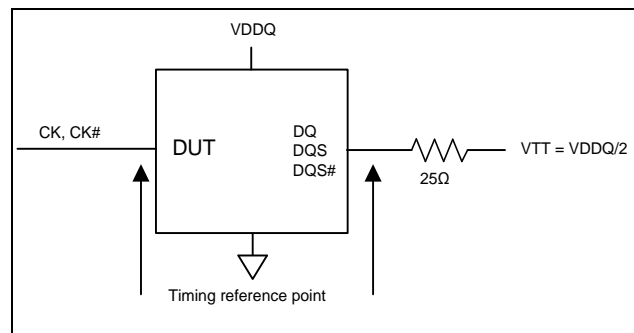 VDDQ
CK, CK#
DUT
DQ
DQS
DQS#
25Ω
VTT = VDDQ/2
Timing reference point